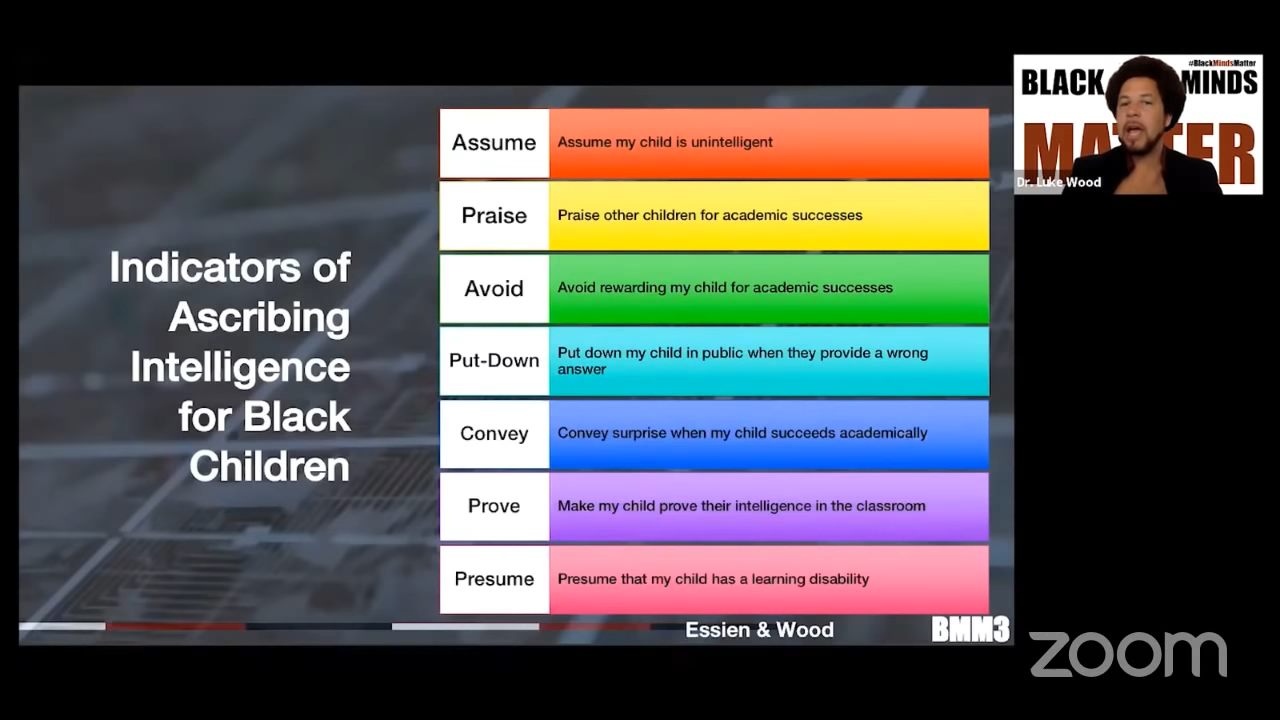 Indicators of
Ascribing
Intelligence
for Black
Children
Assume
Assume my child is unintelligent
Praise
Praise other children for academic successes
Avoid
Avoid rewarding my child for academic successes
Put-Down
Put down my child in public when they provide a wrong
answer
Convey
Convey surprise when my child succeeds academically
Prove
Make my child prove their intelligence in the classroom
Presume
Presume that my child has a learning disability
Essien & Wood
BMM3
#BlackMindsMatter
BLACK MINDS
Dr. Luke Wood
zoom